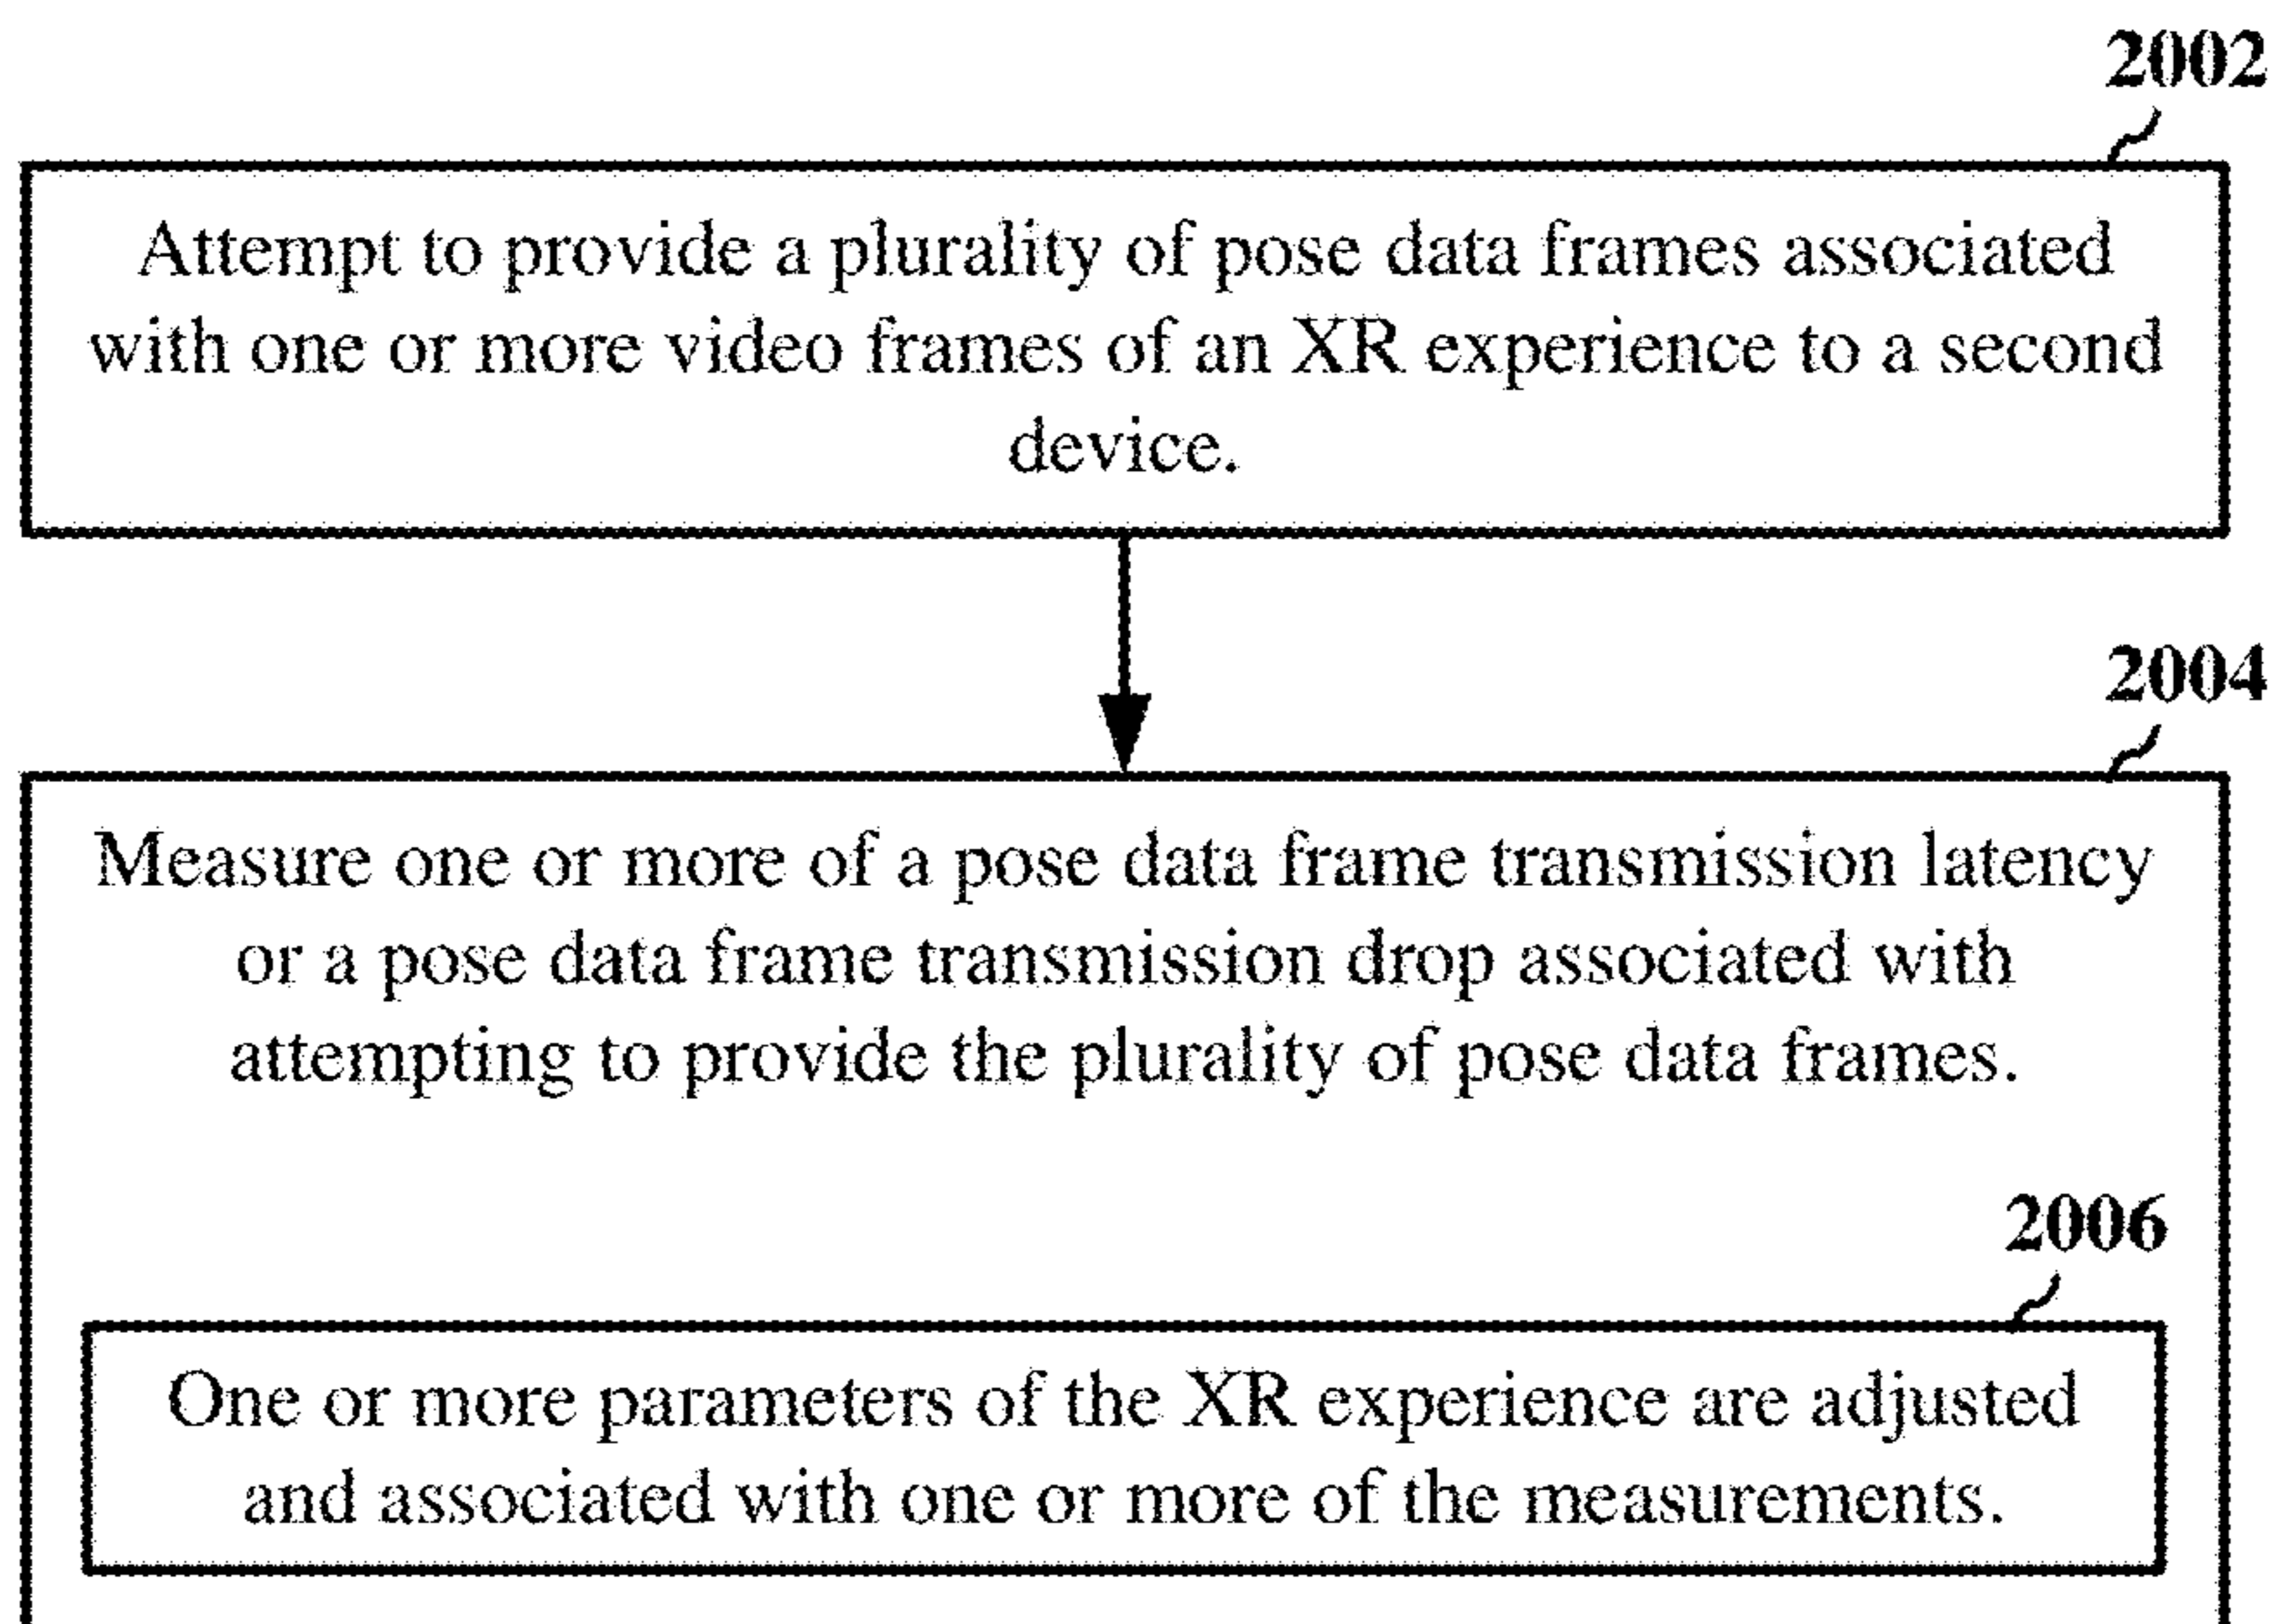 2002
Attempt to provide a plurality of pose data frames associated
with one or more video frames of an XR experience to a second
device.
2004
Measure one or more of a pose data frame transmission latency
or a pose data frame transmission drop associated with
attempting to provide the plurality of pose data frames.
2006
One or more parameters of the XR experience are adjusted
and associated with one or more of the measurements.